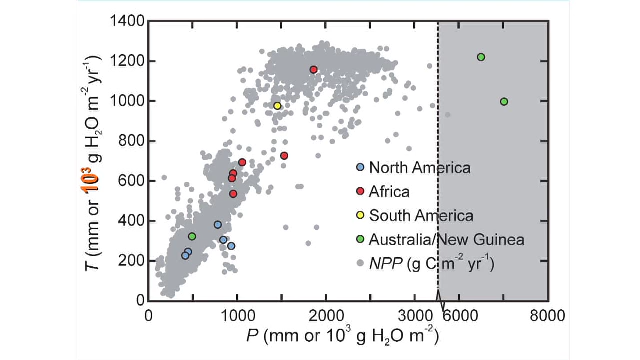 1400
1200
1000
800
600
400
200
0
T (mm or 10³ g H₂O m⁻² yr⁻¹)
North America
Africa
South America
Australia/New Guinea
NPP (g C m⁻² yr⁻¹)
0 1000 2000 3000 6000 8000
P (mm or 10³ g H₂O m⁻²)